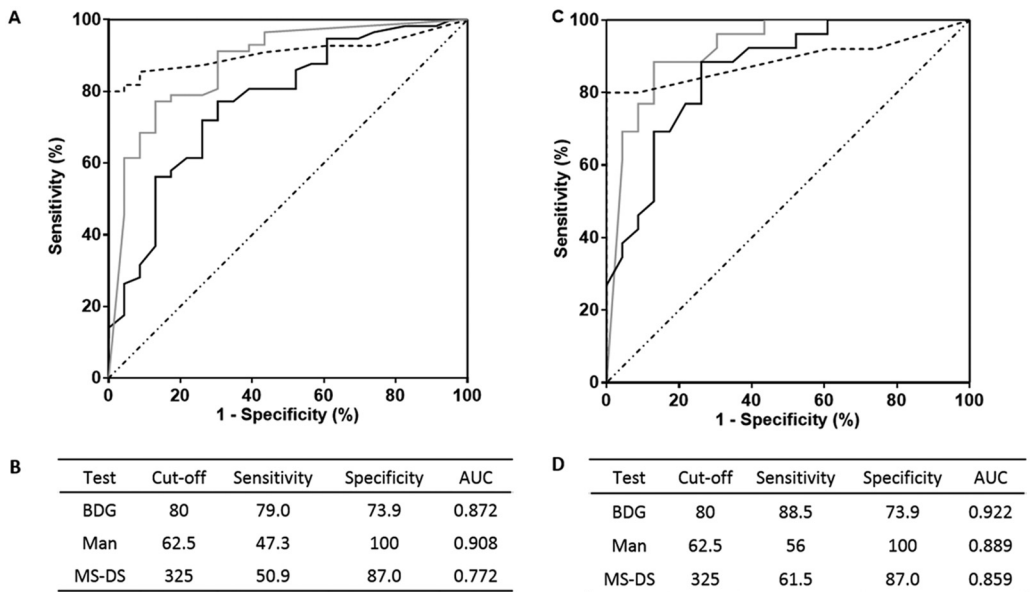 A
100
80
60
40
20
0
Sensitivity (%)
0 20 40 60 80 100
1 - Specificity (%)
C
100
80
60
40
20
0
Sensitivity (%)
0 20 40 60 80 100
1 - Specificity (%)
B
Test Cut-off Sensitivity Specificity AUC
BDG 80 79.0 73.9 0.872
Man 62.5 47.3 100 0.908
MS-DS 325 50.9 87.0 0.772
D
Test Cut-off Sensitivity Specificity AUC
BDG 80 88.5 73.9 0.922
Man 62.5 56 100 0.889
MS-DS 325 61.5 87.0 0.859